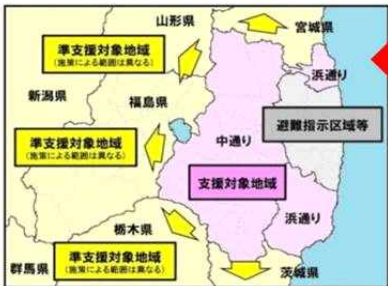 山形県
宮城県
準支援対象地域
(施策による範囲は異なる)
浜通り
新潟県
福島県
避難指示区域等
準支援対象地域
(施策による範囲は異なる)
中通り
支援対象地域
浜通り
栃木県
準支援対象地域
(施策による範囲は異なる)
群馬県
茨城県